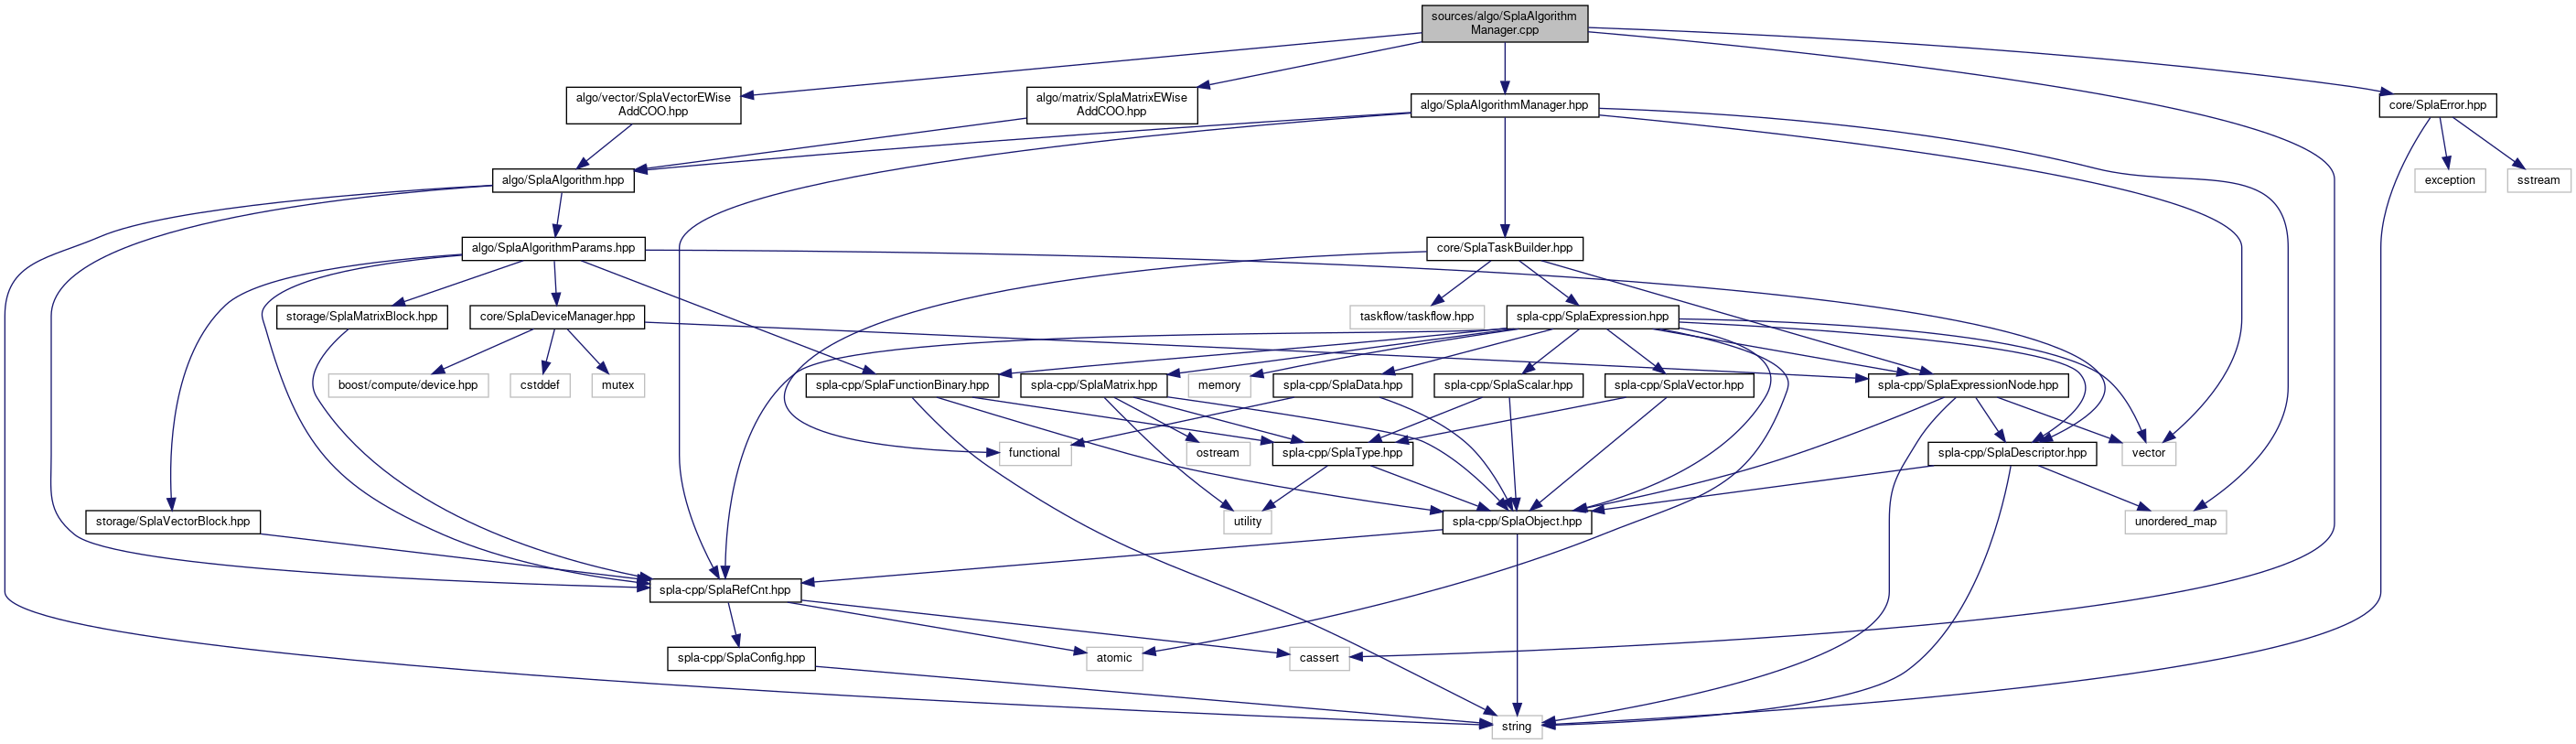 sources/algo/SplaAlgorithm
Manager.cpp
algo/vector/SplaVectorEWise
AddCOO.hpp
algo/matrix/SplaMatrixEWise
AddCOO.hpp
algo/SplaAlgorithmManager.hpp
core/SplaError.hpp
algo/SplaAlgorithm.hpp
exception
sstream
algo/SplaAlgorithmParams.hpp
core/SplaTaskBuilder.hpp
storage/SplaMatrixBlock.hpp
core/SplaDeviceManager.hpp
taskflow/taskflow.hpp
spla-cpp/SplaExpression.hpp
boost/compute/device.hpp
cstddef
mutex
spla-cpp/SplaFunctionBinary.hpp
spla-cpp/SplaMatrix.hpp
memory
spla-cpp/SplaData.hpp
spla-cpp/SplaScalar.hpp
spla-cpp/SplaVector.hpp
spla-cpp/SplaExpressionNode.hpp
functional
ostream
spla-cpp/SplaType.hpp
spla-cpp/SplaDescriptor.hpp
vector
storage/SplaVectorBlock.hpp
utility
spla-cpp/SplaObject.hpp
unordered_map
spla-cpp/SplaRefCnt.hpp
spla-cpp/SplaConfig.hpp
atomic
cassert
string